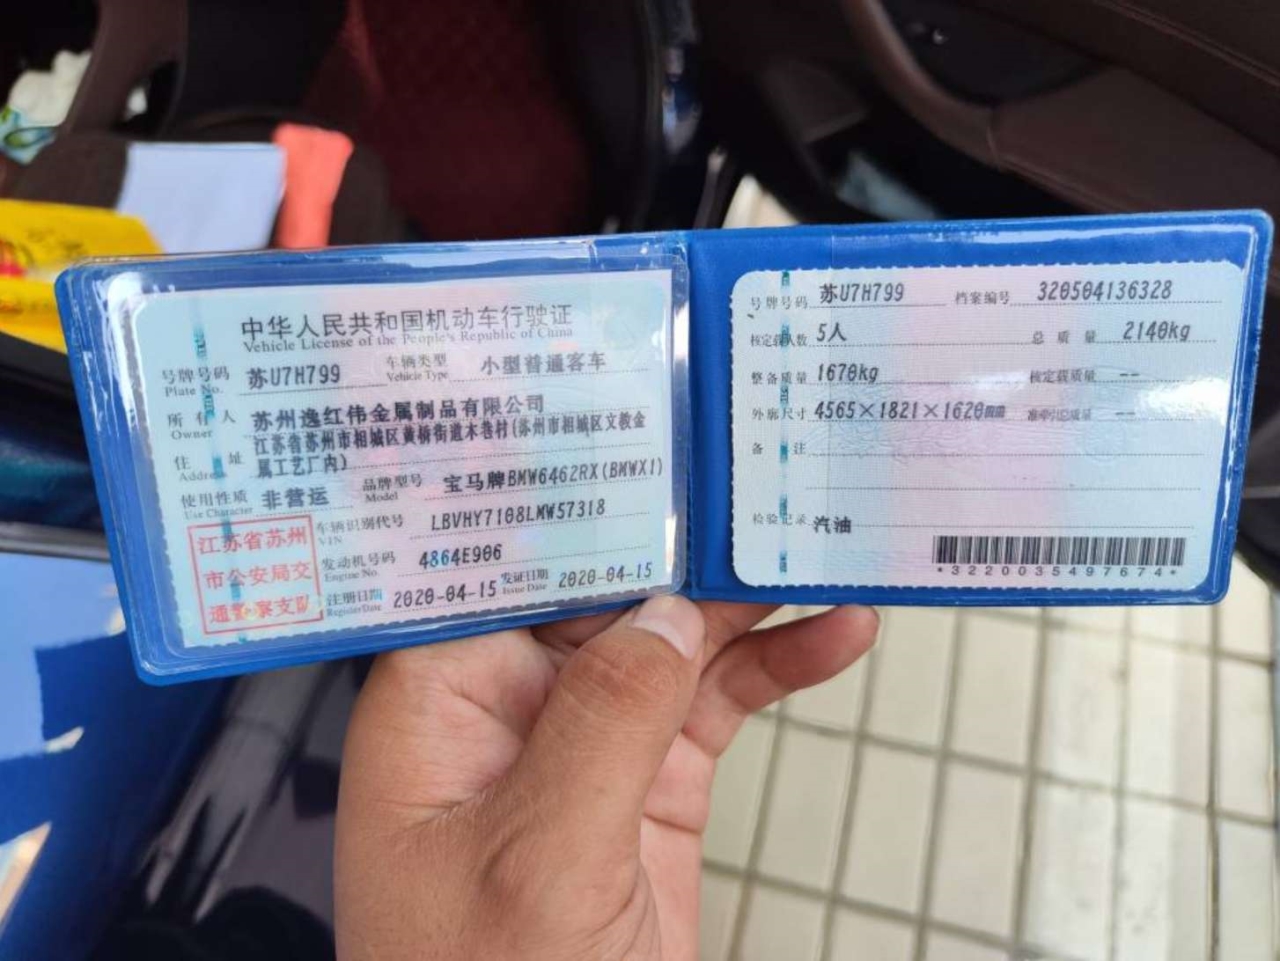 中华人民共和国机动车行驶证
Vehicle License of the People's Republic of China
号牌号码 苏U7H799 车辆类型 小型普通客车
Plate No. Vehicle Type
所有人 苏州逸红伟金属制品有限公司
Owner
住址 江苏省苏州市相城区黄桥街道木巷村(苏州市相城区文教金
Address 属工艺厂内)
使用性质 非营运 品牌型号 宝马牌BMW6462RX(BMWX1)
Use Character Model
江苏省苏州
市公安局交
通警察支队
车辆识别代号 LBVHY7108LMW57318
VIN
发动机号码 4864E906
Engine No.
注册日期 2020-04-15 发证日期 2020-04-15
Register Date Issue Date
号牌号码 苏U7H799 档案编号 320504136328
核定载人数 5人 总质量 2140kg
整备质量 1670kg 核定载质量 --
外廓尺寸 4565×1821×1620mm 准牵引总质量 --
备注
检验记录 汽油
*3220035497674*